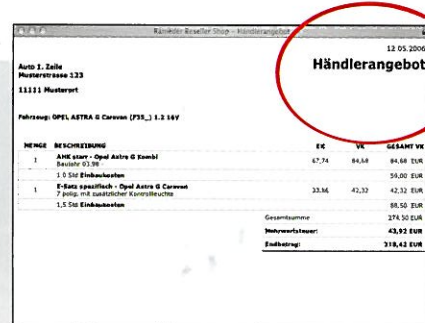 Rameder Reseller Shop - Händlerangebot
12 05.2006
Händlerangebot
Auto 1. Zeile
Musterstrasse 123
11111 Musterort
Fahrzeug: OPEL ASTRA G Caravan (F35_) 1.2 16V
MENGE BESCHREIBUNG EK VK GESAMT VK
1 AHK starr - Opel Astra G Kombi 67,74 84,68 84,68 EUR
Baujahr 03.98 -
1.0 Std Einbaukosten 59,00 EUR
1 E-Satz spezifisch - Opel Astra G Caravan 33,86 42,32 42,32 EUR
7 polig, mit zusätzlicher Kontrollleuchte
1,5 Std Einbaukosten 88,50 EUR
Gesamtsumme 274,50 EUR
Mehrwertsteuer: 43,92 EUR
Endbetrag: 318,42 EUR